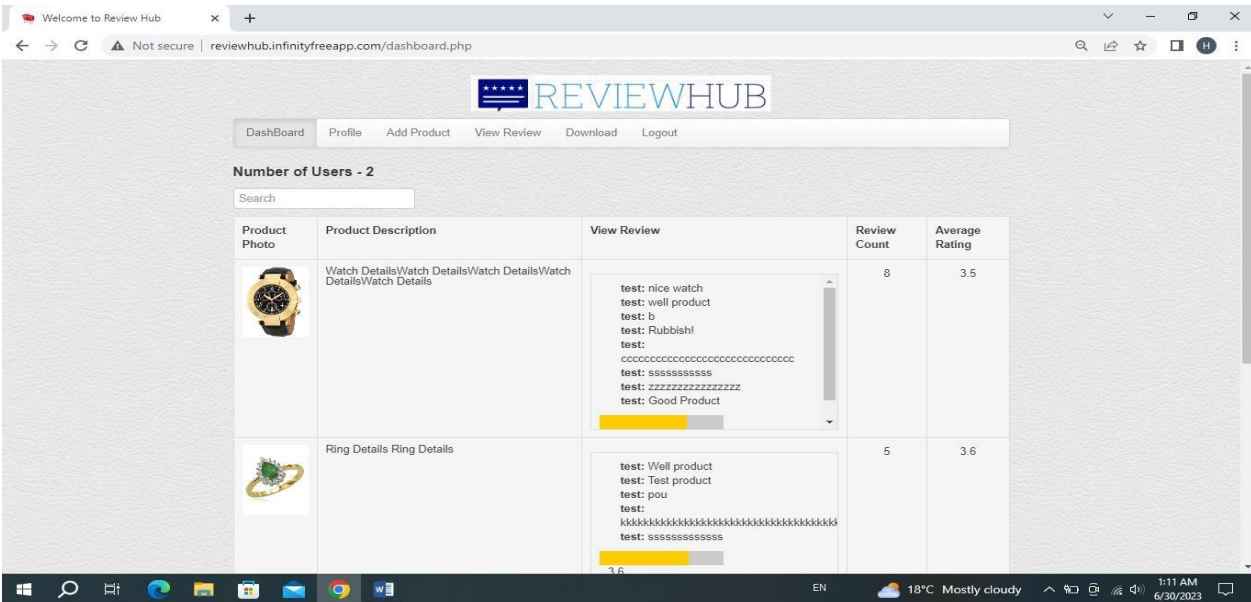 Welcome to Review Hub
Not secure | reviewhub.infinityfreeapp.com/dashboard.php
H
REVIEWHUB
DashBoard Profile Add Product View Review Download Logout
Number of Users - 2
Search
Product Photo Product Description View Review Review Count Average Rating
Watch DetailsWatch DetailsWatch DetailsWatch
DetailsWatch Details
test: nice watch
test: well product
test: b
test: Rubbish!
test:
cccccccccccccccccccccccccccccc
test: sssssssssss
test: zzzzzzzzzzzzzzzz
test: Good Product
8 3.5
Ring Details Ring Details
test: Well product
test: Test product
test: pou
test:
test: sssssssssssss
3.6
5 3.6
EN 18°C Mostly cloudy 1:11 AM
6/30/2023